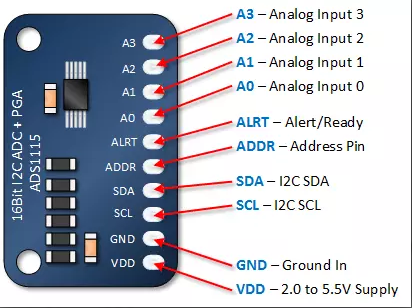 16Bit I2C ADC + PGA
ADS1115
A3
A2
A1
A0
ALRT
ADDR
SDA
SCL
GND
VDD
A3 – Analog Input 3
A2 – Analog Input 2
A1 – Analog Input 1
A0 – Analog Input 0
ALRT – Alert/Ready
ADDR – Address Pin
SDA – I2C SDA
SCL – I2C SCL
GND – Ground In
VDD – 2.0 to 5.5V Supply